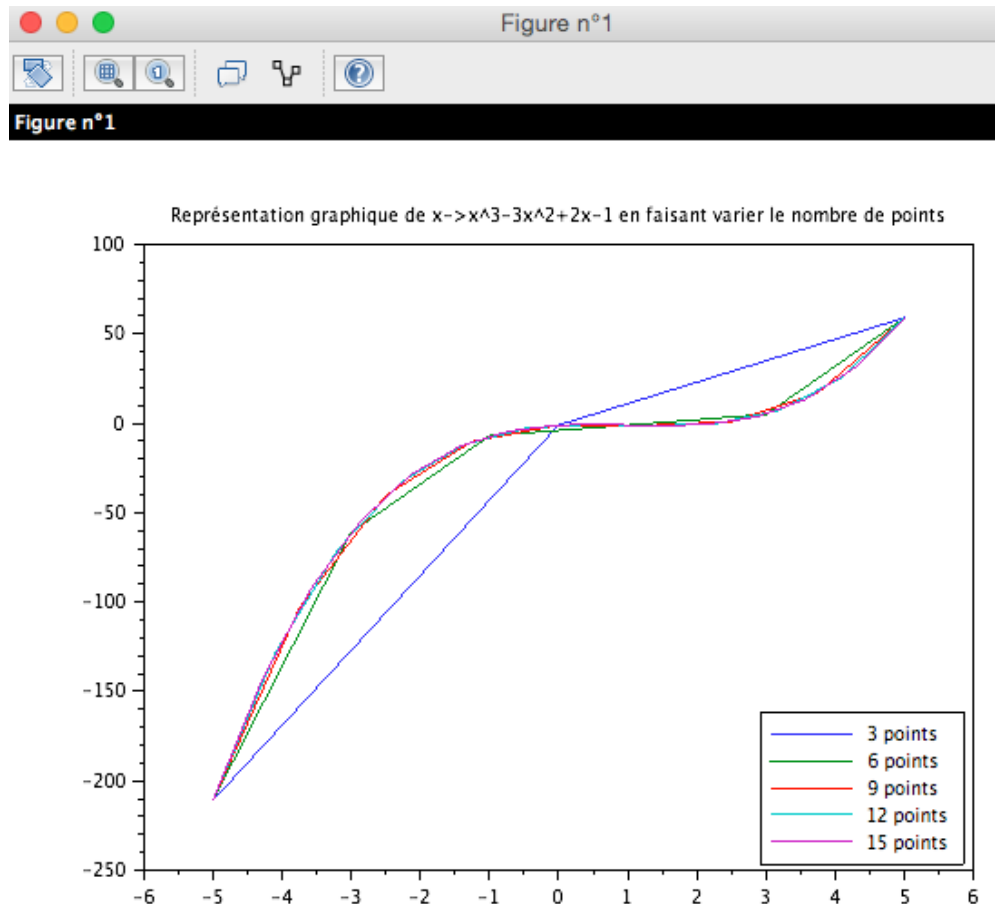 Figure n°1
Figure n°1
Représentation graphique de x->x^3-3x^2+2x-1 en faisant varier le nombre de points
100
50
0
-50
-100
-150
-200
-250
-6 -5 -4 -3 -2 -1 0 1 2 3 4 5 6
3 points
6 points
9 points
12 points
15 points